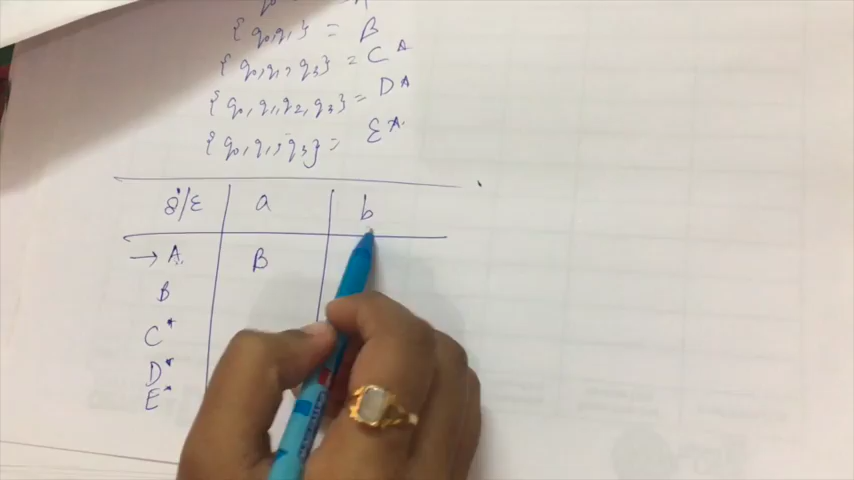 {q0,q1} = B
{q0,q1,q3} = C*
{q0,q1,q2,q3} = D*
{q0,q1,q3} = E*
δ/ε a b
→ A B
B
C*
D*
E*